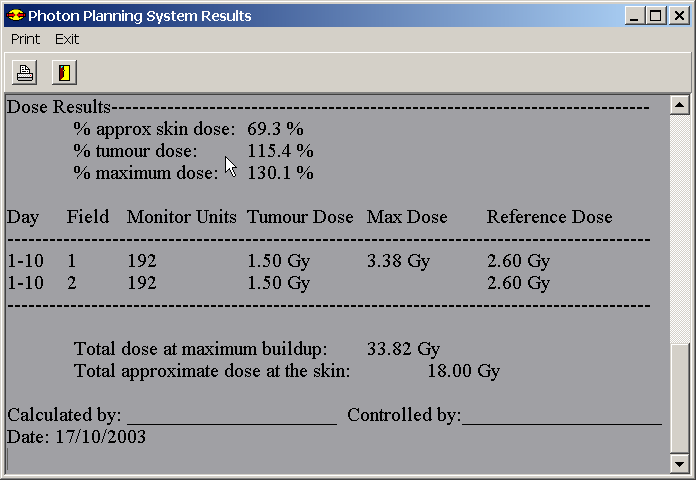 Photon Planning System Results
Print Exit
Dose Results-----------------------------------------------------------------------------------------
% approx skin dose: 69.3 %
% tumour dose: 115.4 %
% maximum dose: 130.1 %
Day Field Monitor Units Tumour Dose Max Dose Reference Dose
-----------------------------------------------------------------------------------------------------------
1-10 1 192 1.50 Gy 3.38 Gy 2.60 Gy
1-10 2 192 1.50 Gy 2.60 Gy
-----------------------------------------------------------------------------------------------------------
Total dose at maximum buildup: 33.82 Gy
Total approximate dose at the skin: 18.00 Gy
Calculated by: _____________________ Controlled by:____________________
Date: 17/10/2003